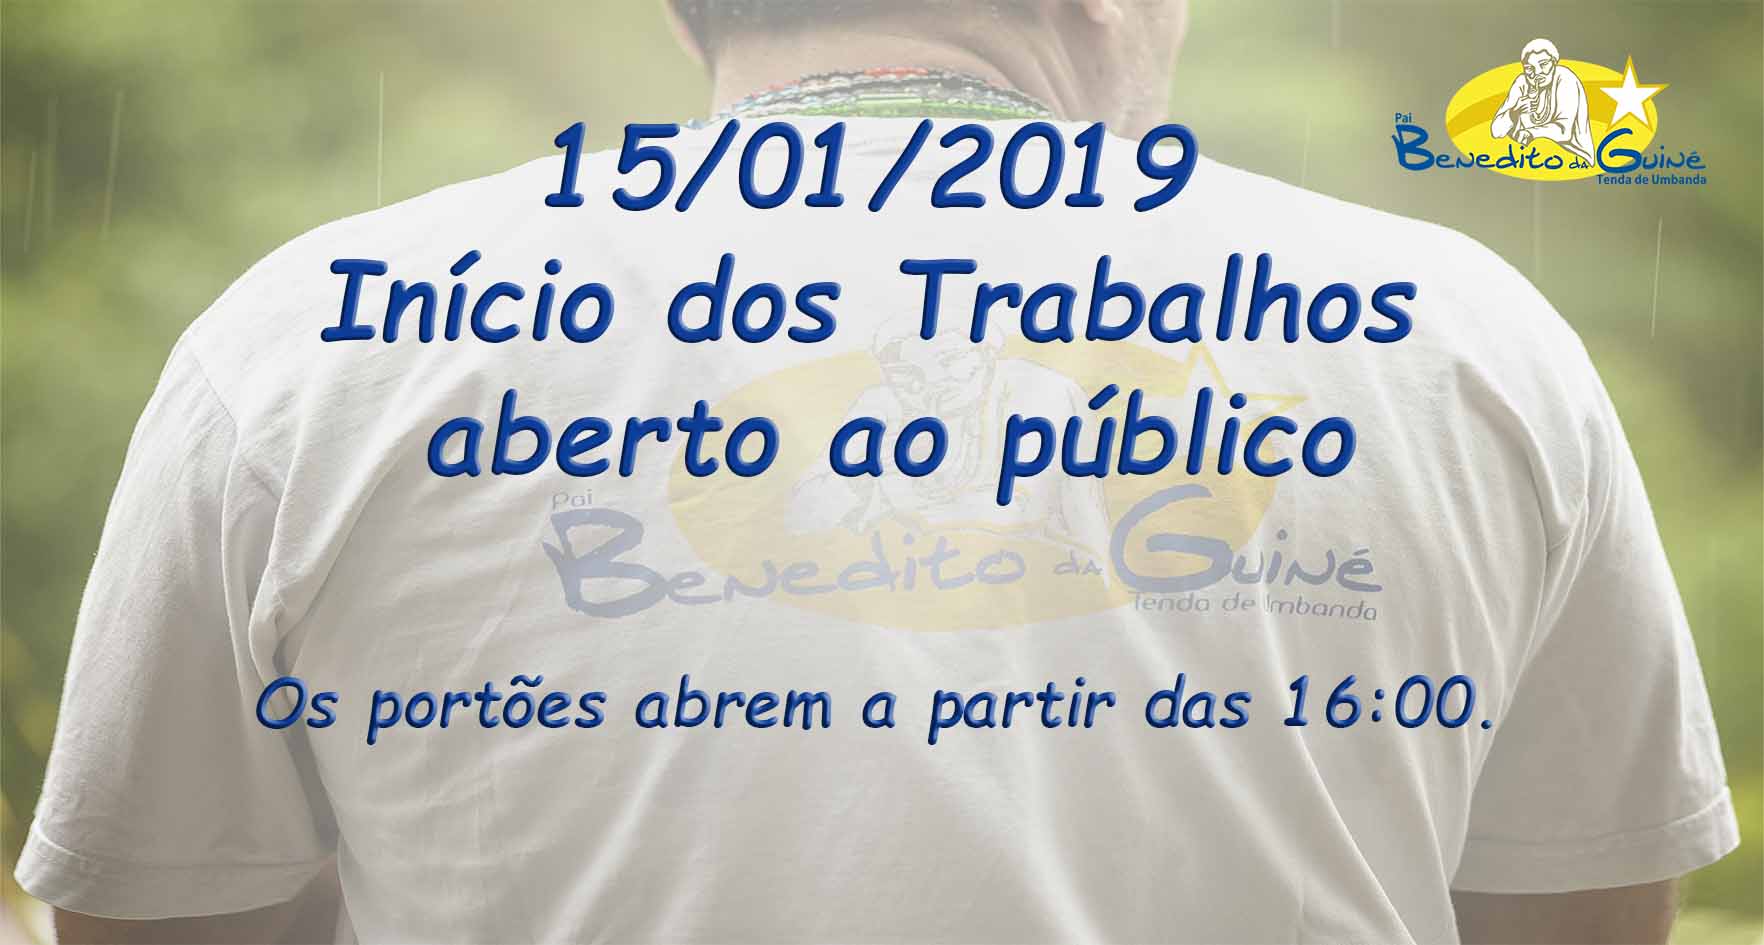 Pai
Benedito da Guiné
Tenda de Umbanda
15/01/2019
Início dos Trabalhos
aberto ao público
Pai
Benedito da Guiné
Tenda de Umbanda
Os portões abrem a partir das 16:00.